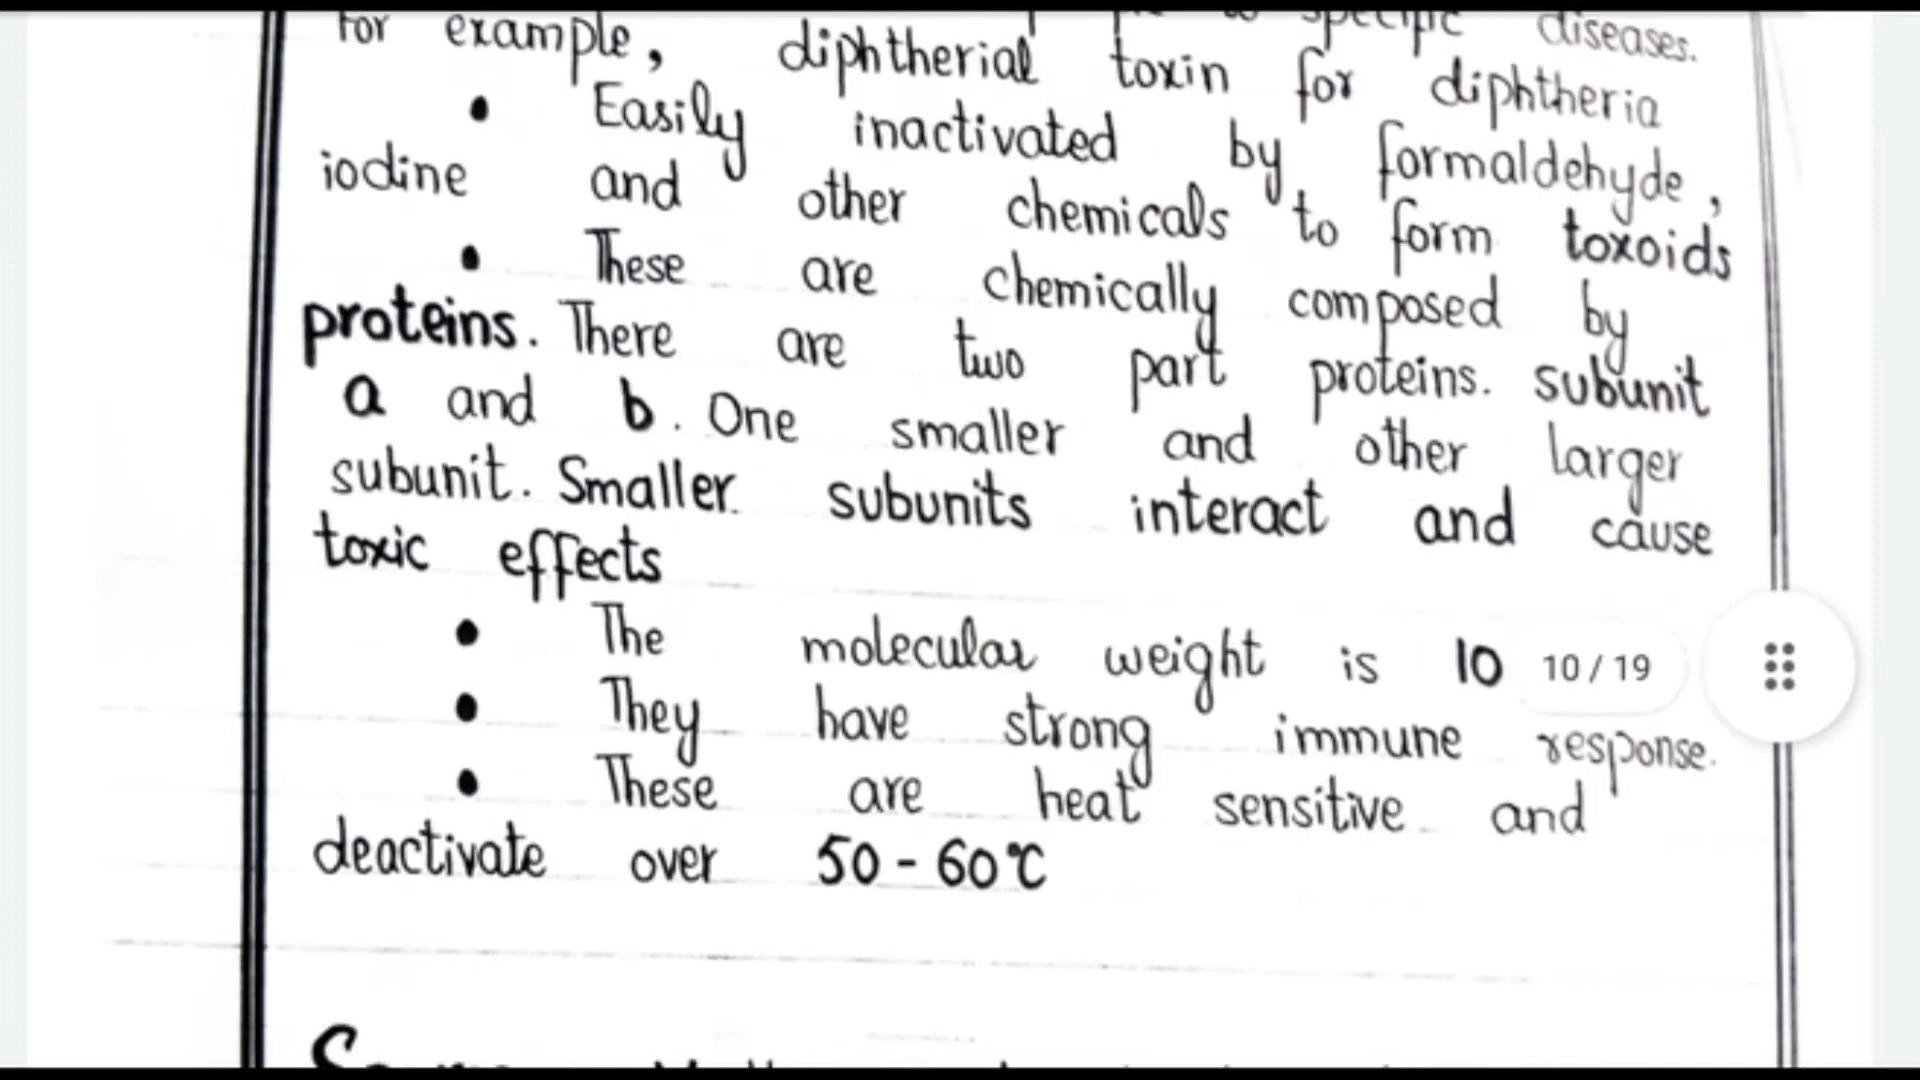 specific diseases.
For example, diphtherial toxin for diphtheria
• Easily inactivated by formaldehyde,
iodine and other chemicals to form toxoids
• These are chemically composed by
proteins. There are two part proteins. subunit
a and b. One smaller and other larger
subunit. Smaller subunits interact and cause
toxic effects
• The molecular weight is 10
10 / 19
• They have strong immune response.
• These are heat sensitive and
deactivate over 50-60℃